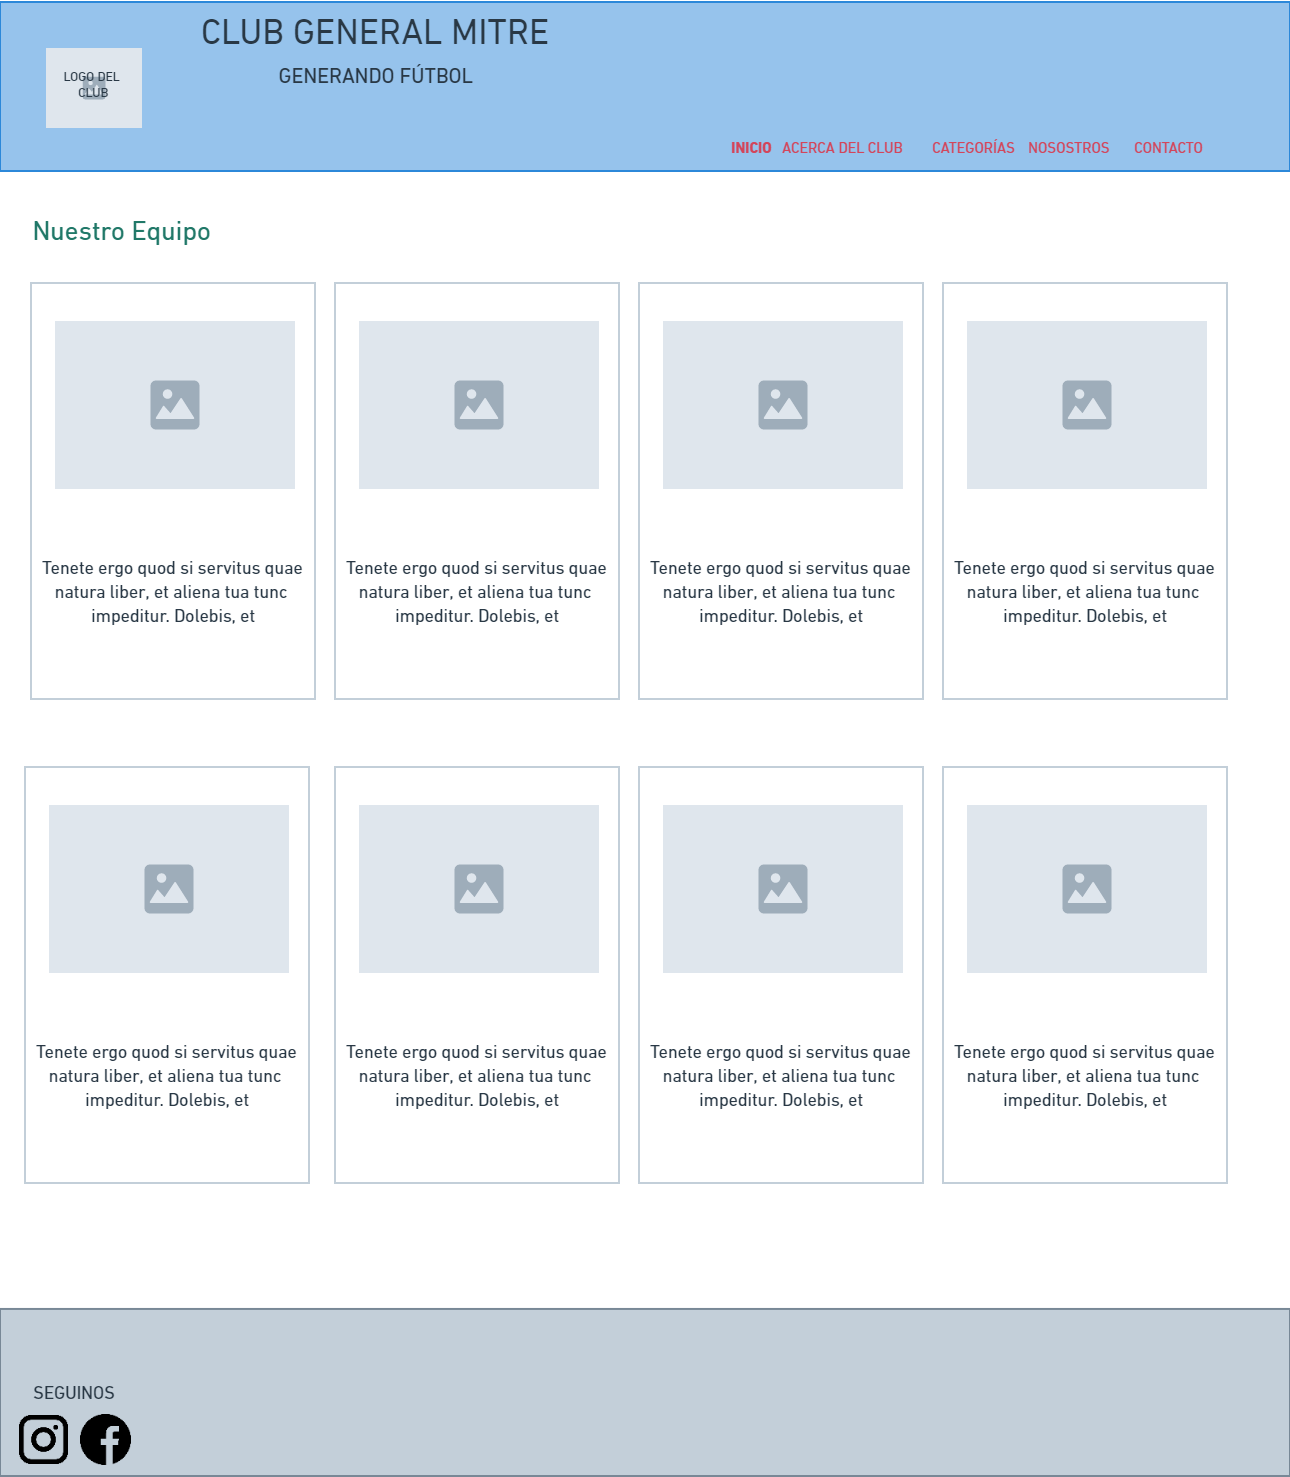 CLUB GENERAL MITRE
GENERANDO FÚTBOL
LOGO DEL
CLUB
INICIO ACERCA DEL CLUB CATEGORÍAS NOSOSTROS CONTACTO
Nuestro Equipo
Tenete ergo quod si servitus quae
natura liber, et aliena tua tunc
impeditur. Dolebis, et
Tenete ergo quod si servitus quae
natura liber, et aliena tua tunc
impeditur. Dolebis, et
Tenete ergo quod si servitus quae
natura liber, et aliena tua tunc
impeditur. Dolebis, et
Tenete ergo quod si servitus quae
natura liber, et aliena tua tunc
impeditur. Dolebis, et
Tenete ergo quod si servitus quae
natura liber, et aliena tua tunc
impeditur. Dolebis, et
Tenete ergo quod si servitus quae
natura liber, et aliena tua tunc
impeditur. Dolebis, et
Tenete ergo quod si servitus quae
natura liber, et aliena tua tunc
impeditur. Dolebis, et
Tenete ergo quod si servitus quae
natura liber, et aliena tua tunc
impeditur. Dolebis, et
SEGUINOS